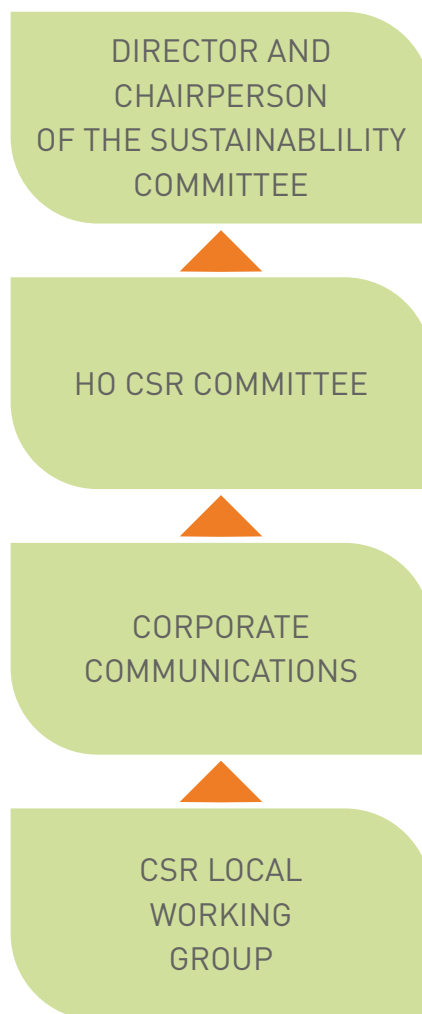 DIRECTOR AND
CHAIRPERSON
OF THE SUSTAINABLILITY
COMMITTEE
HO CSR COMMITTEE
CORPORATE
COMMUNICATIONS
CSR LOCAL
WORKING
GROUP